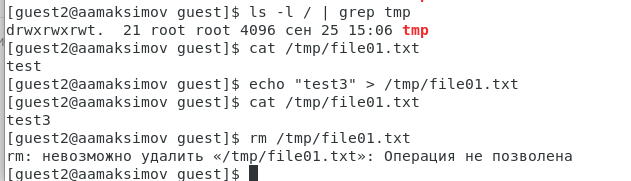 [guest2@aamaksimov guest]$ ls -l / | grep tmp
drwxrwxrwt.  21 root root 4096 сен 25 15:06 tmp
[guest2@aamaksimov guest]$ cat /tmp/file01.txt
test
[guest2@aamaksimov guest]$ echo "test3" > /tmp/file01.txt
[guest2@aamaksimov guest]$ cat /tmp/file01.txt
test3
[guest2@aamaksimov guest]$ rm /tmp/file01.txt
rm: невозможно удалить «/tmp/file01.txt»: Операция не позволена
[guest2@aamaksimov guest]$